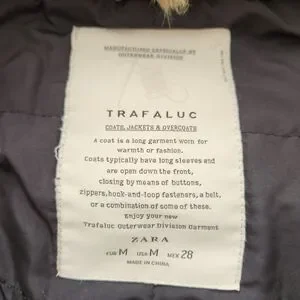 MANUFACTURED ESPECIALLY BY
OUTERWEAR DIVISION
TRAFALUC
COATS, JACKETS & OVERCOATS
A coat is a long garment worn for
warmth or fashion.
Coats typically have long sleeves and
are open down the front,
closing by means of buttons,
zippers, hook-and-loop fasteners, a belt,
or a combination of some of these.
Enjoy your new
Trafaluc Outerwear Division Garment
ZARA
EUR M USA M MEX 28
MADE IN CHINA